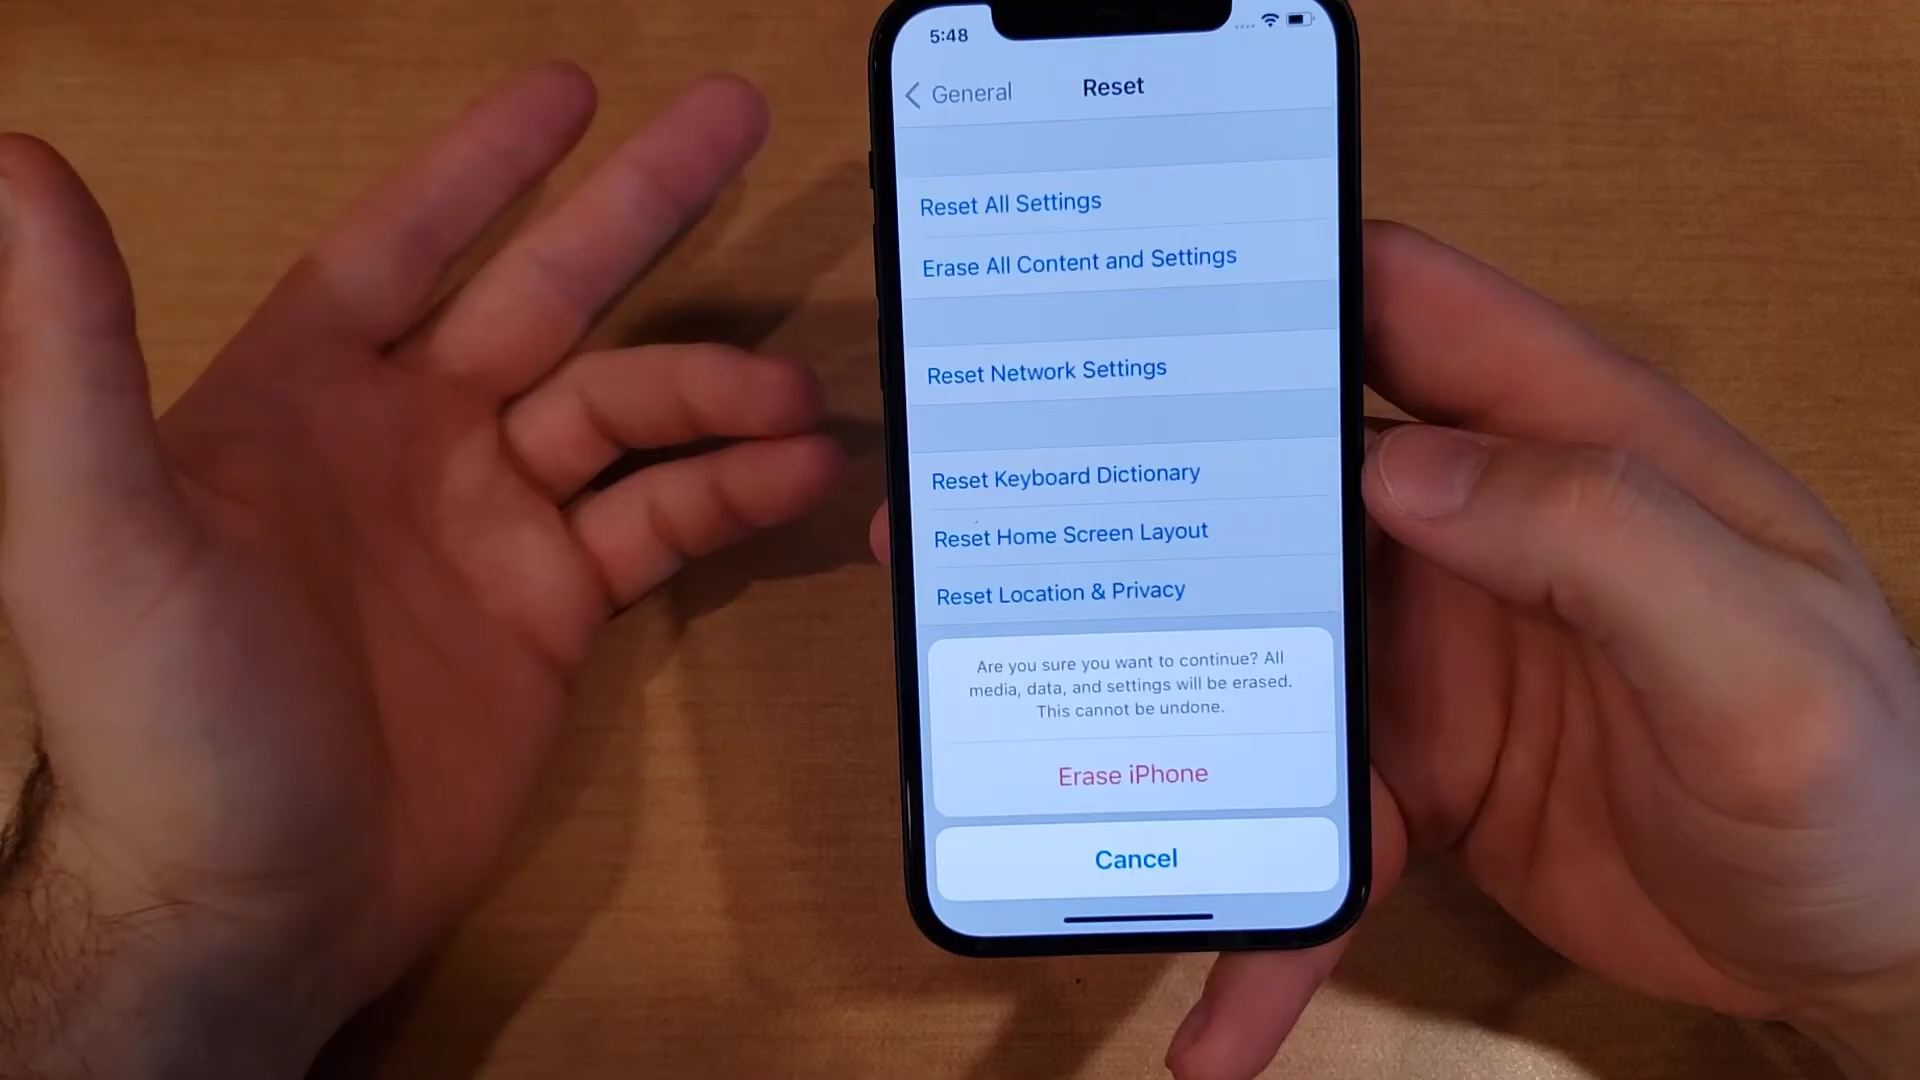 5:48
General
Reset
Reset All Settings
Erase All Content and Settings
Reset Network Settings
Reset Keyboard Dictionary
Reset Home Screen Layout
Reset Location & Privacy
Are you sure you want to continue? All
media, data, and settings will be erased.
This cannot be undone.
Erase iPhone
Cancel